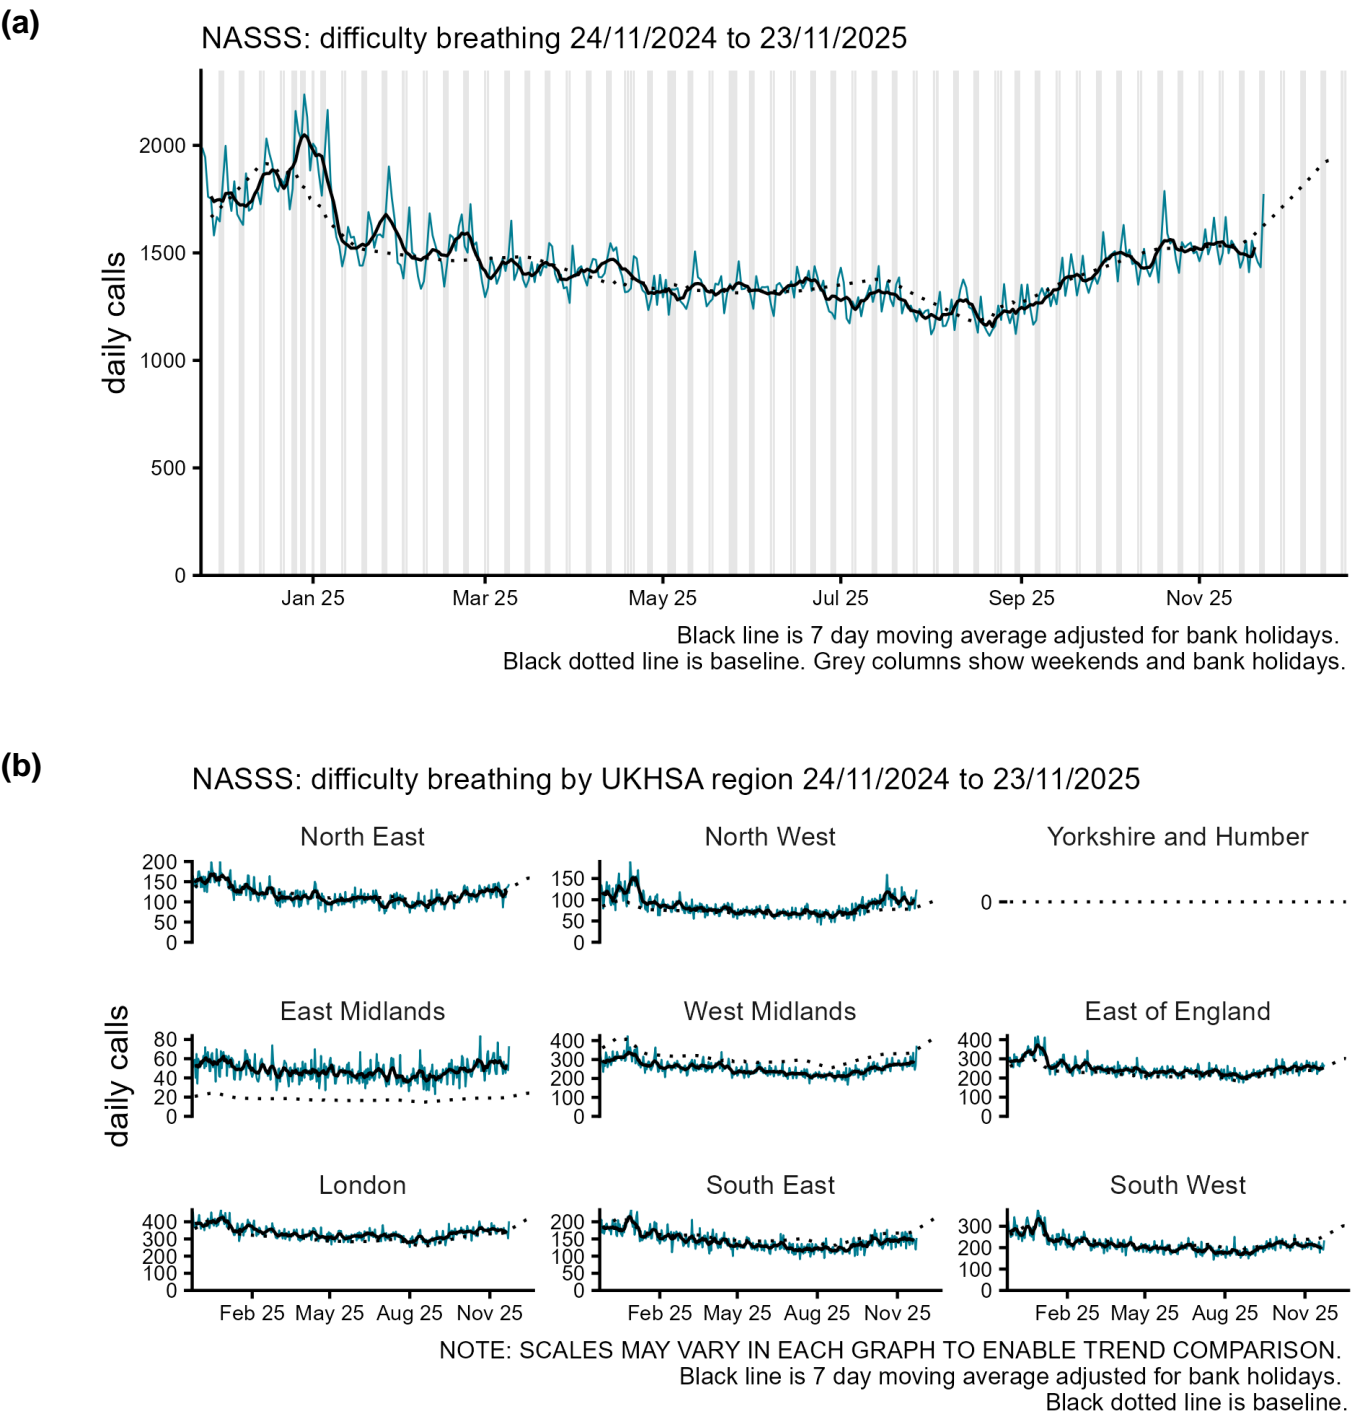 (a)
NASSS: difficulty breathing 24/11/2024 to 23/11/2025
daily calls
2000
1500
1000
500
0
Jan 25 Mar 25 May 25 Jul 25 Sep 25 Nov 25
Black line is 7 day moving average adjusted for bank holidays.
Black dotted line is baseline. Grey columns show weekends and bank holidays.
(b)
NASSS: difficulty breathing by UKHSA region 24/11/2024 to 23/11/2025
daily calls
North East
200
150
100
50
0
North West
150
100
50
0
Yorkshire and Humber
0
East Midlands
80
60
40
20
0
West Midlands
400
300
200
100
0
East of England
400
300
200
100
0
London
400
300
200
100
0
South East
200
150
100
50
0
South West
300
200
100
0
Feb 25 May 25 Aug 25 Nov 25
Feb 25 May 25 Aug 25 Nov 25
Feb 25 May 25 Aug 25 Nov 25
NOTE: SCALES MAY VARY IN EACH GRAPH TO ENABLE TREND COMPARISON.
Black line is 7 day moving average adjusted for bank holidays.
Black dotted line is baseline.